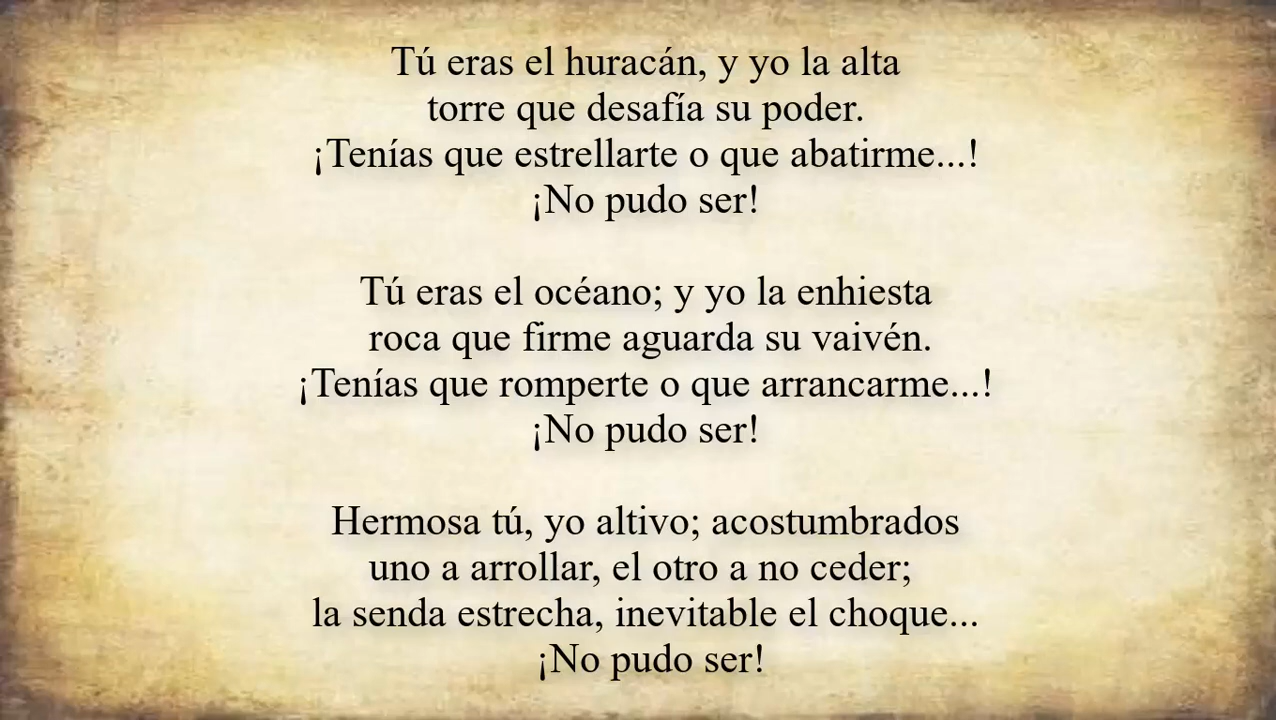 Tú eras el huracán, y yo la alta
torre que desafía su poder.
¡Tenías que estrellarte o que abatirme...!
¡No pudo ser!
Tú eras el océano; y yo la enhiesta
roca que firme aguarda su vaivén.
¡Tenías que romperte o que arrancarme...!
¡No pudo ser!
Hermosa tú, yo altivo; acostumbrados
uno a arrollar, el otro a no ceder;
la senda estrecha, inevitable el choque...
¡No pudo ser!